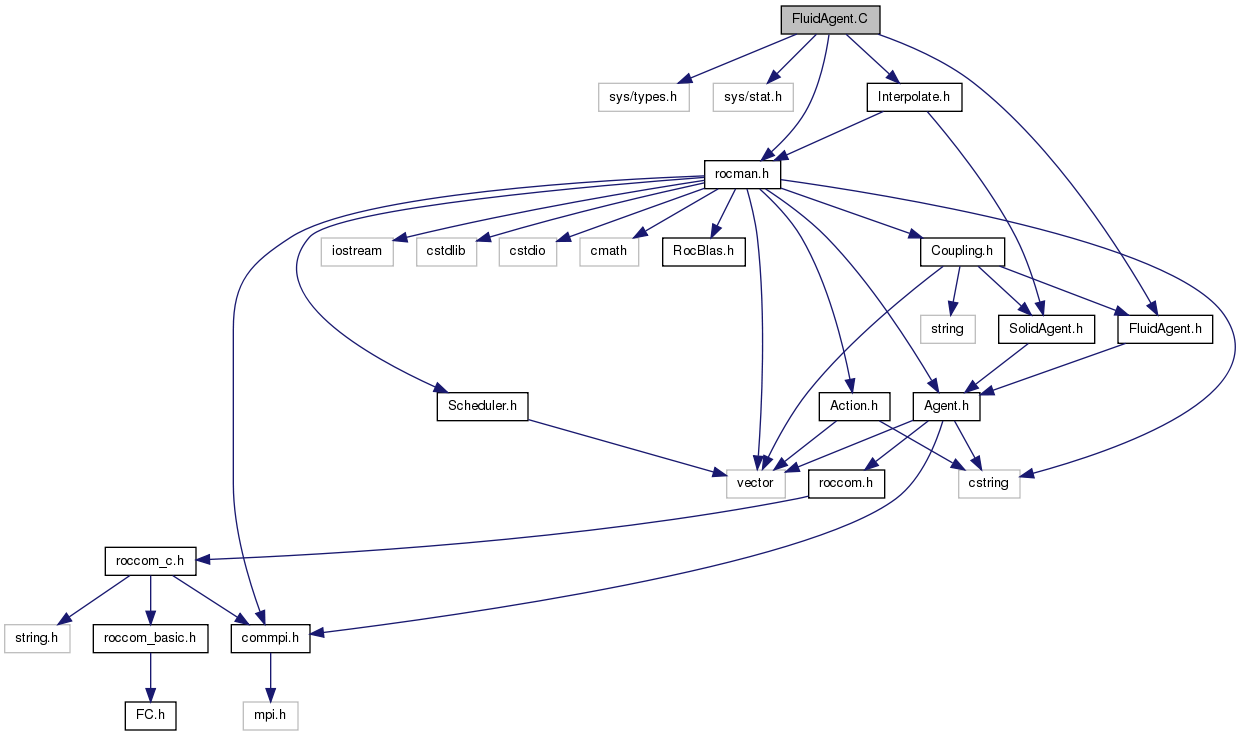 FluidAgent.C
sys/types.h
sys/stat.h
Interpolate.h
rocman.h
iostream
cstdlib
cstdio
cmath
RocBlas.h
Coupling.h
string
SolidAgent.h
FluidAgent.h
Scheduler.h
Action.h
Agent.h
vector
roccom.h
cstring
roccom_c.h
string.h
roccom_basic.h
commpi.h
FC.h
mpi.h